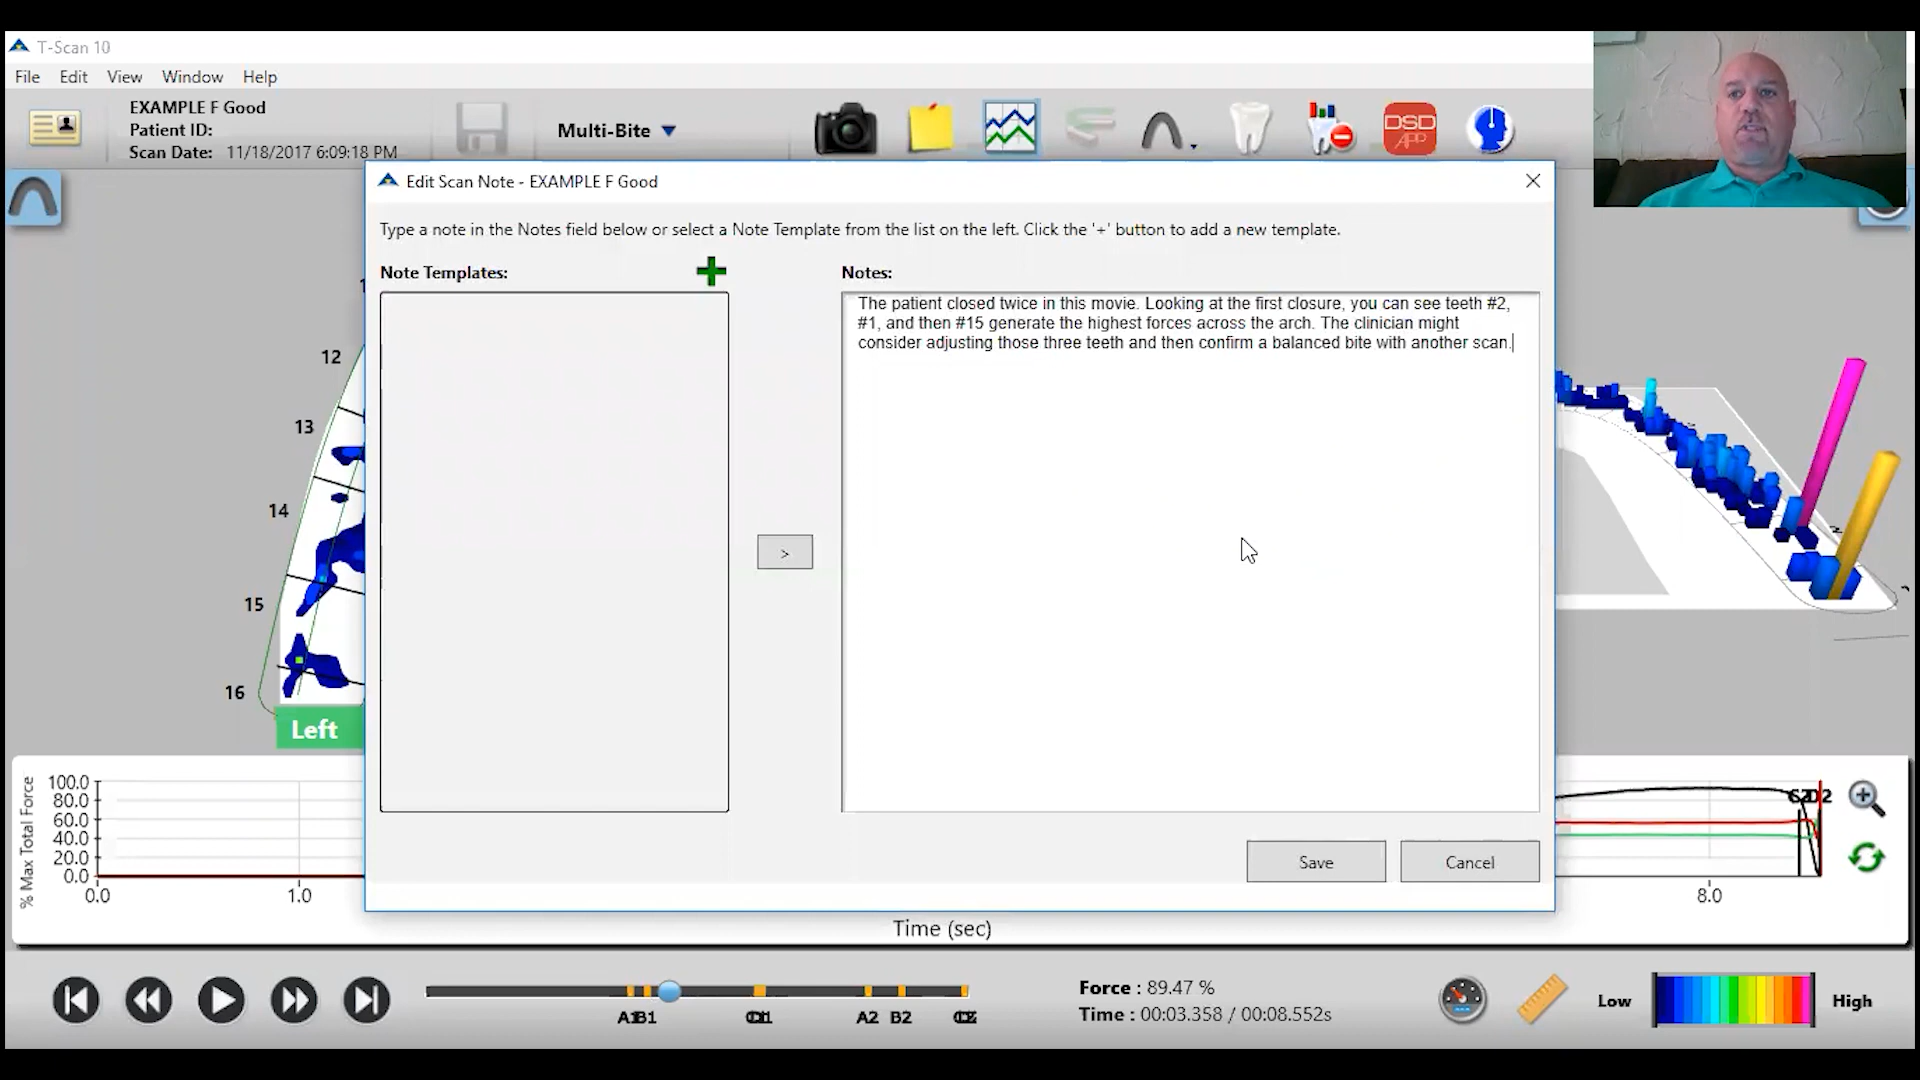 T-Scan 10
File Edit View Window Help
EXAMPLE F Good
Patient ID:
Scan Date: 11/18/2017 6:09:18 PM
Multi-Bite
DSD
APP
Edit Scan Note - EXAMPLE F Good
Type a note in the Notes field below or select a Note Template from the list on the left. Click the '+' button to add a new template.
Note Templates:
Notes:
The patient closed twice in this movie. Looking at the first closure, you can see teeth #2,
#1, and then #15 generate the highest forces across the arch. The clinician might
consider adjusting those three teeth and then confirm a balanced bite with another scan.
>
Save Cancel
12
13
14
15
16
Left
% Max Total Force
100.0
80.0
60.0
40.0
20.0
0.0
0.0 1.0 8.0
Time (sec)
A2 B2
Force : 89.47 %
Time : 00:03.358 / 00:08.552s
Low High